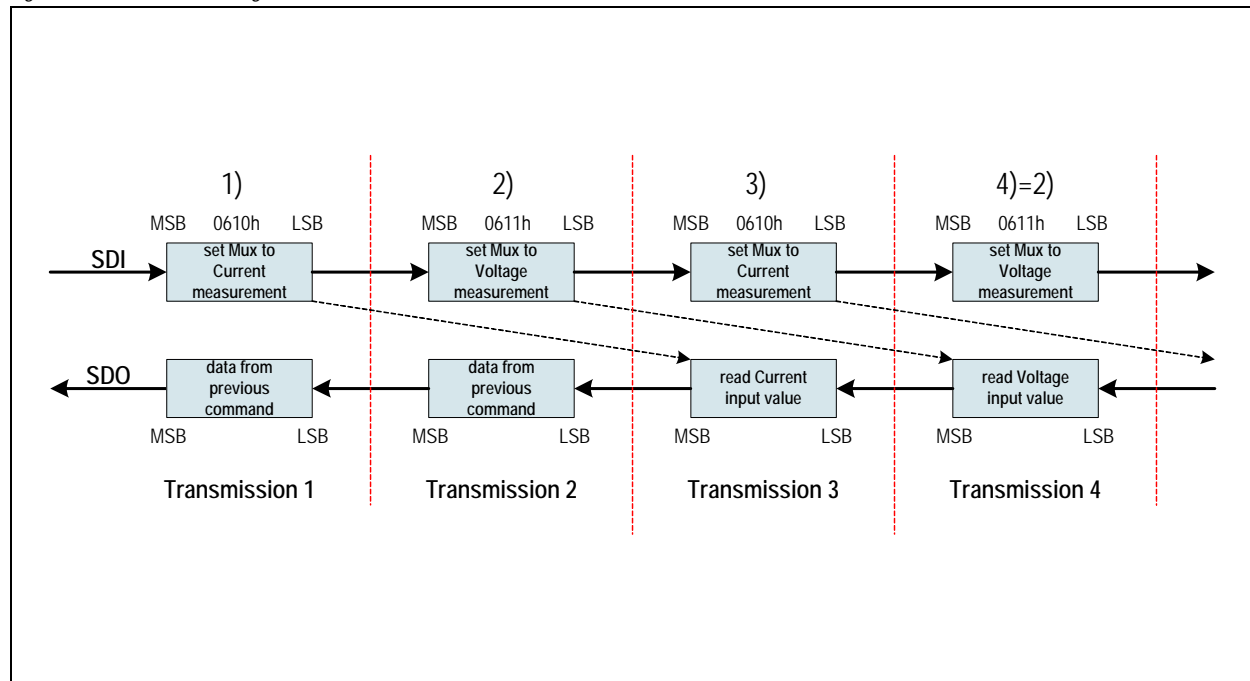 1) 2) 3) 4)=2)
MSB 0610h LSB MSB 0611h LSB MSB 0610h LSB MSB 0611h LSB
SDI
set Mux to
Current
measurement
set Mux to
Voltage
measurement
set Mux to
Current
measurement
set Mux to
Voltage
measurement
SDO
data from
previous
command
data from
previous
command
read Current
input value
read Voltage
input value
MSB LSB MSB LSB MSB LSB MSB LSB
Transmission 1 Transmission 2 Transmission 3 Transmission 4